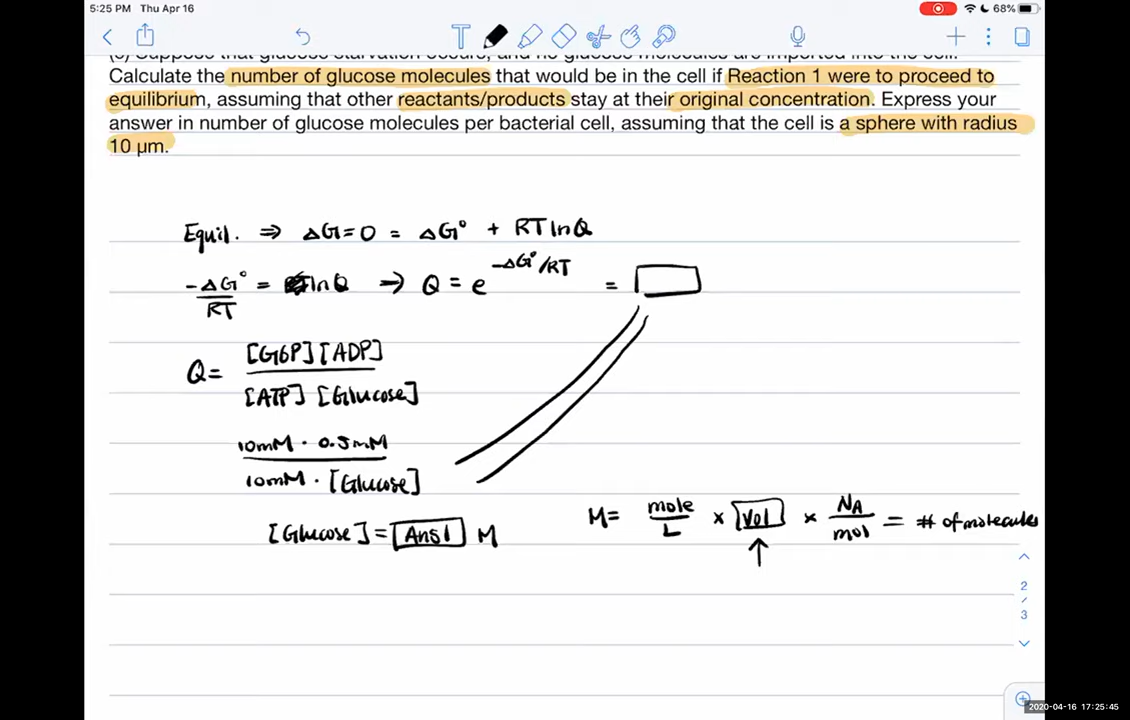 5:25 PM Thu Apr 16
68%
Calculate the number of glucose molecules that would be in the cell if Reaction 1 were to proceed to
equilibrium, assuming that other reactants/products stay at their original concentration. Express your
answer in number of glucose molecules per bacterial cell, assuming that the cell is a sphere with radius
10 µm.
Equil. ⇒ ΔG=0 = ΔG° + RTlnQ
-ΔG°/RT = lnQ → Q = e^(-ΔG°/RT) =
Q= [G6P][ADP]
[ATP] [Glucose]
10mM · 0.5mM
10mM · [Glucose]
[Glucose] = Ans1 M
M= mole/L x Vol x NA/mol = # of molecules
2
/
3
2020-04-16 17:25:45